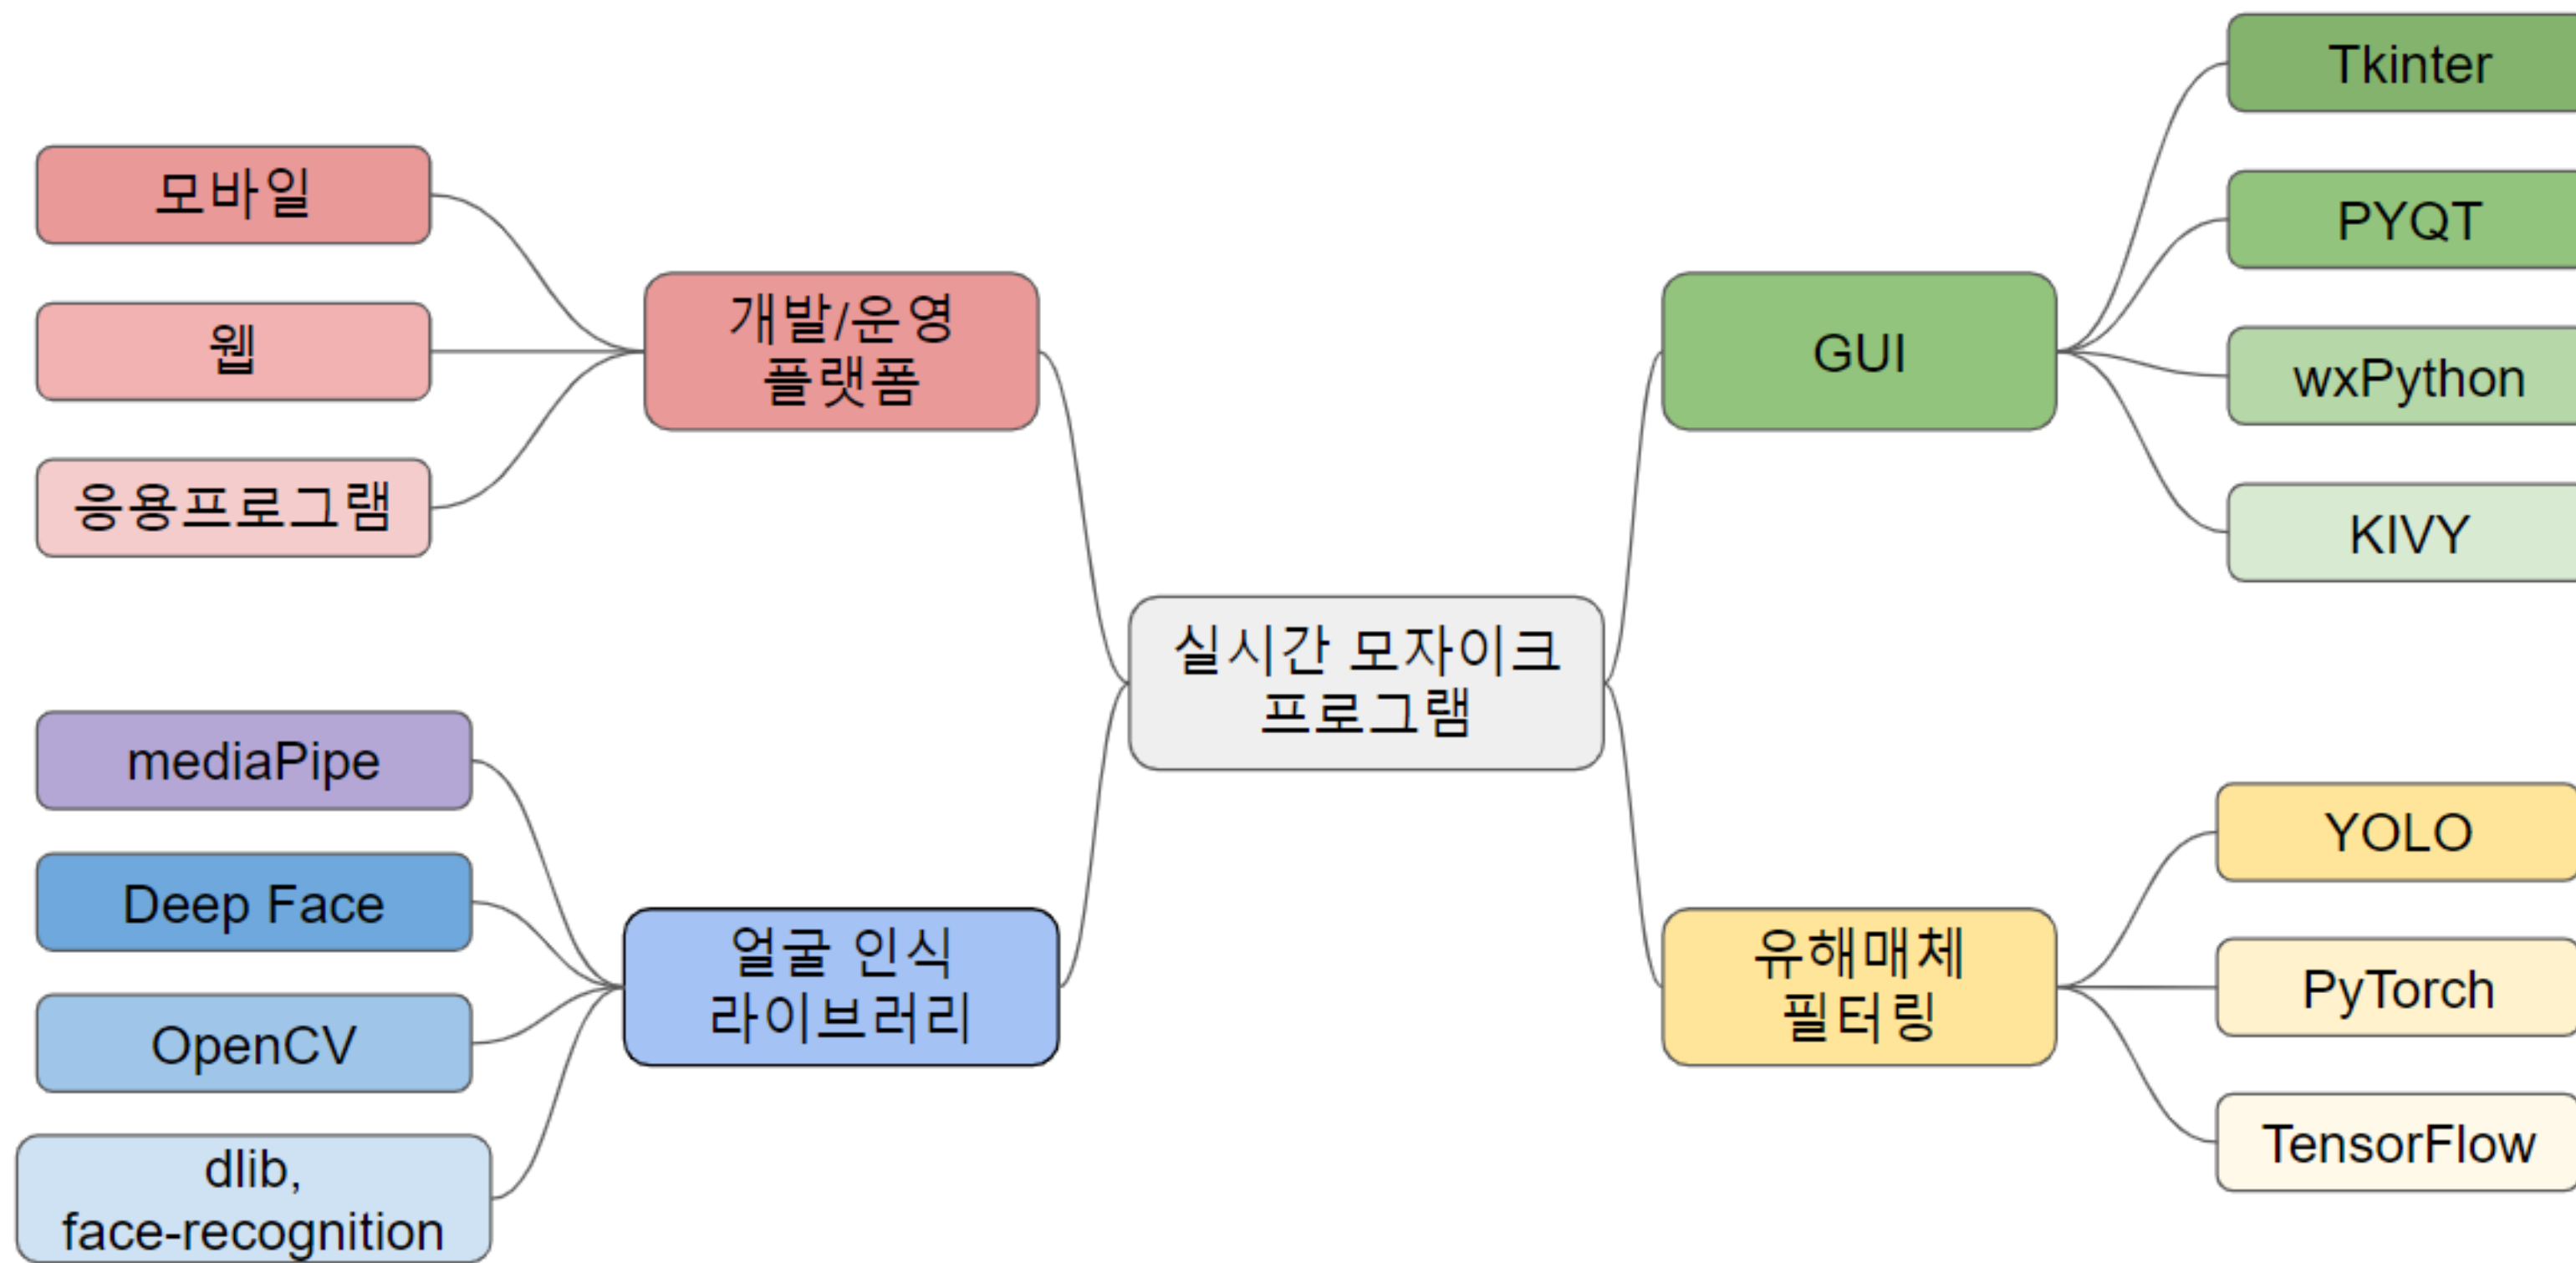 모바일
웹
응용프로그램
개발/운영
플랫폼
mediaPipe
Deep Face
OpenCV
dlib,
face-recognition
얼굴 인식
라이브러리
실시간 모자이크
프로그램
GUI
Tkinter
PYQT
wxPython
KIVY
유해매체
필터링
YOLO
PyTorch
TensorFlow